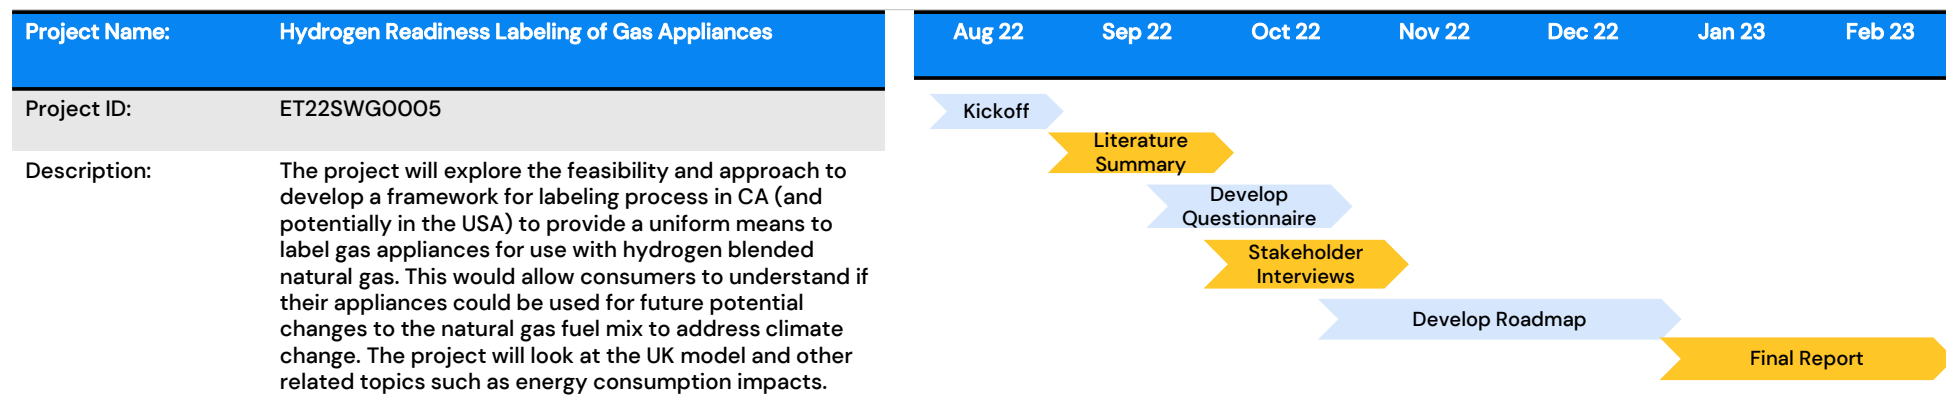 Project Name: Hydrogen Readiness Labeling of Gas Appliances
Project ID: ET22SWG0005
Description: The project will explore the feasibility and approach to
develop a framework for labeling process in CA (and
potentially in the USA) to provide a uniform means to
label gas appliances for use with hydrogen blended
natural gas. This would allow consumers to understand if
their appliances could be used for future potential
changes to the natural gas fuel mix to address climate
change. The project will look at the UK model and other
related topics such as energy consumption impacts.
Aug 22 Sep 22 Oct 22 Nov 22 Dec 22 Jan 23 Feb 23
Kickoff
Literature
Summary
Develop
Questionnaire
Stakeholder
Interviews
Develop Roadmap
Final Report